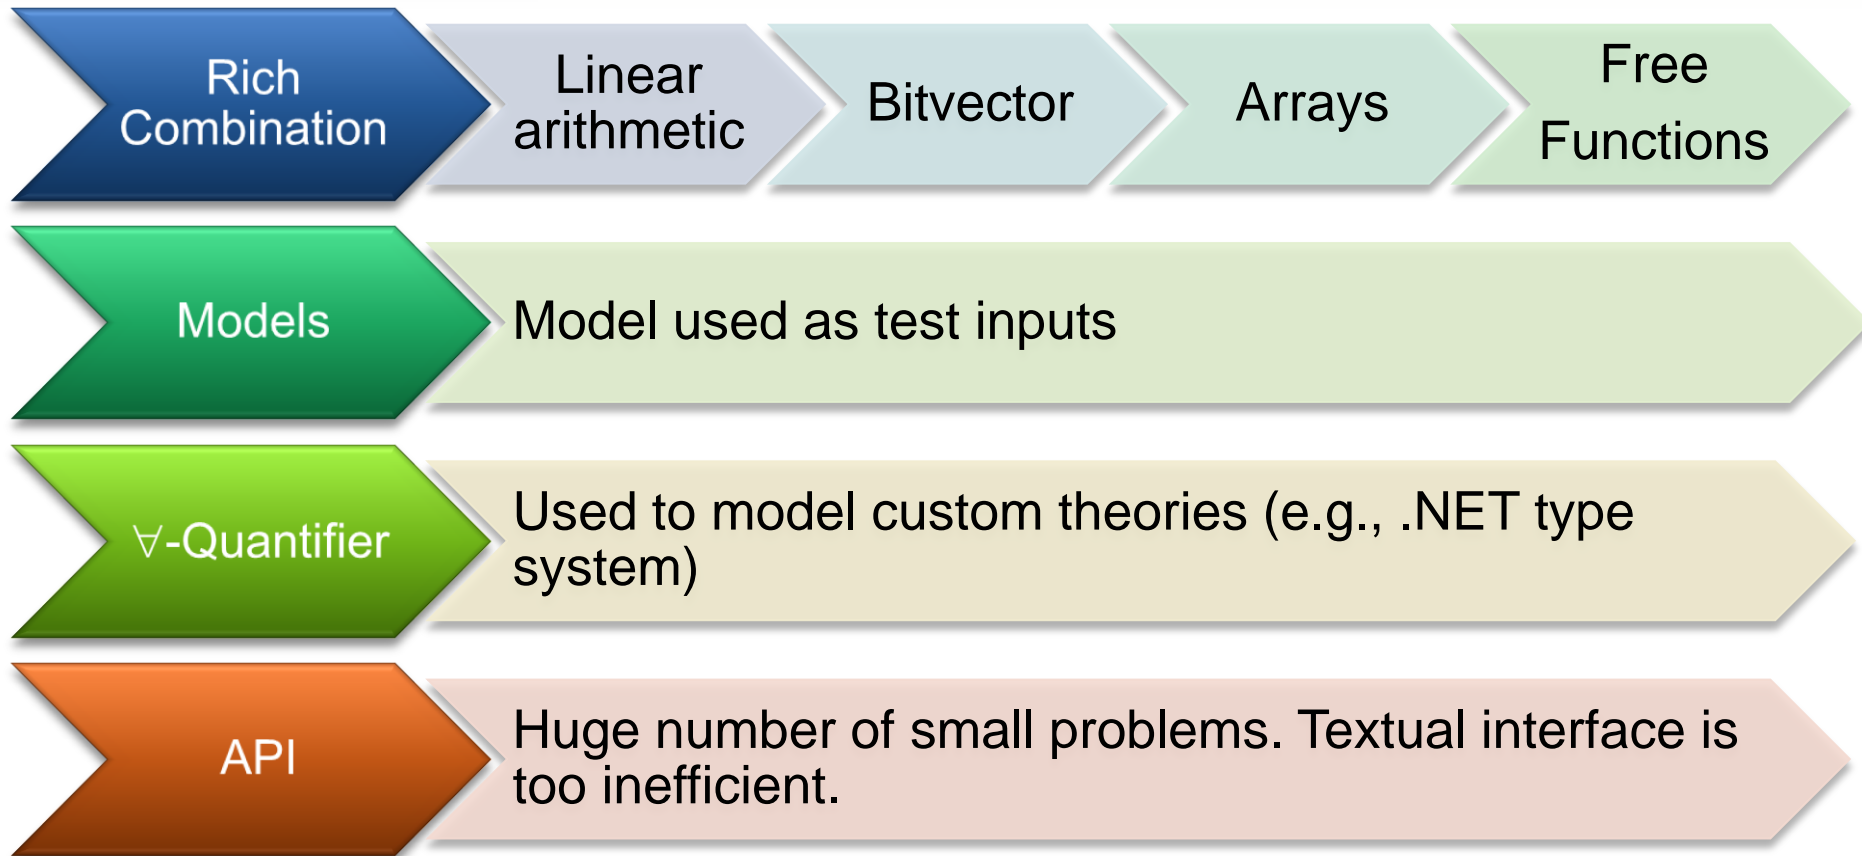 Rich
Combination
Linear
arithmetic
Bitvector
Arrays
Free
Functions
Models
Model used as test inputs
∀-Quantifier
Used to model custom theories (e.g., .NET type
system)
API
Huge number of small problems. Textual interface is
too inefficient.